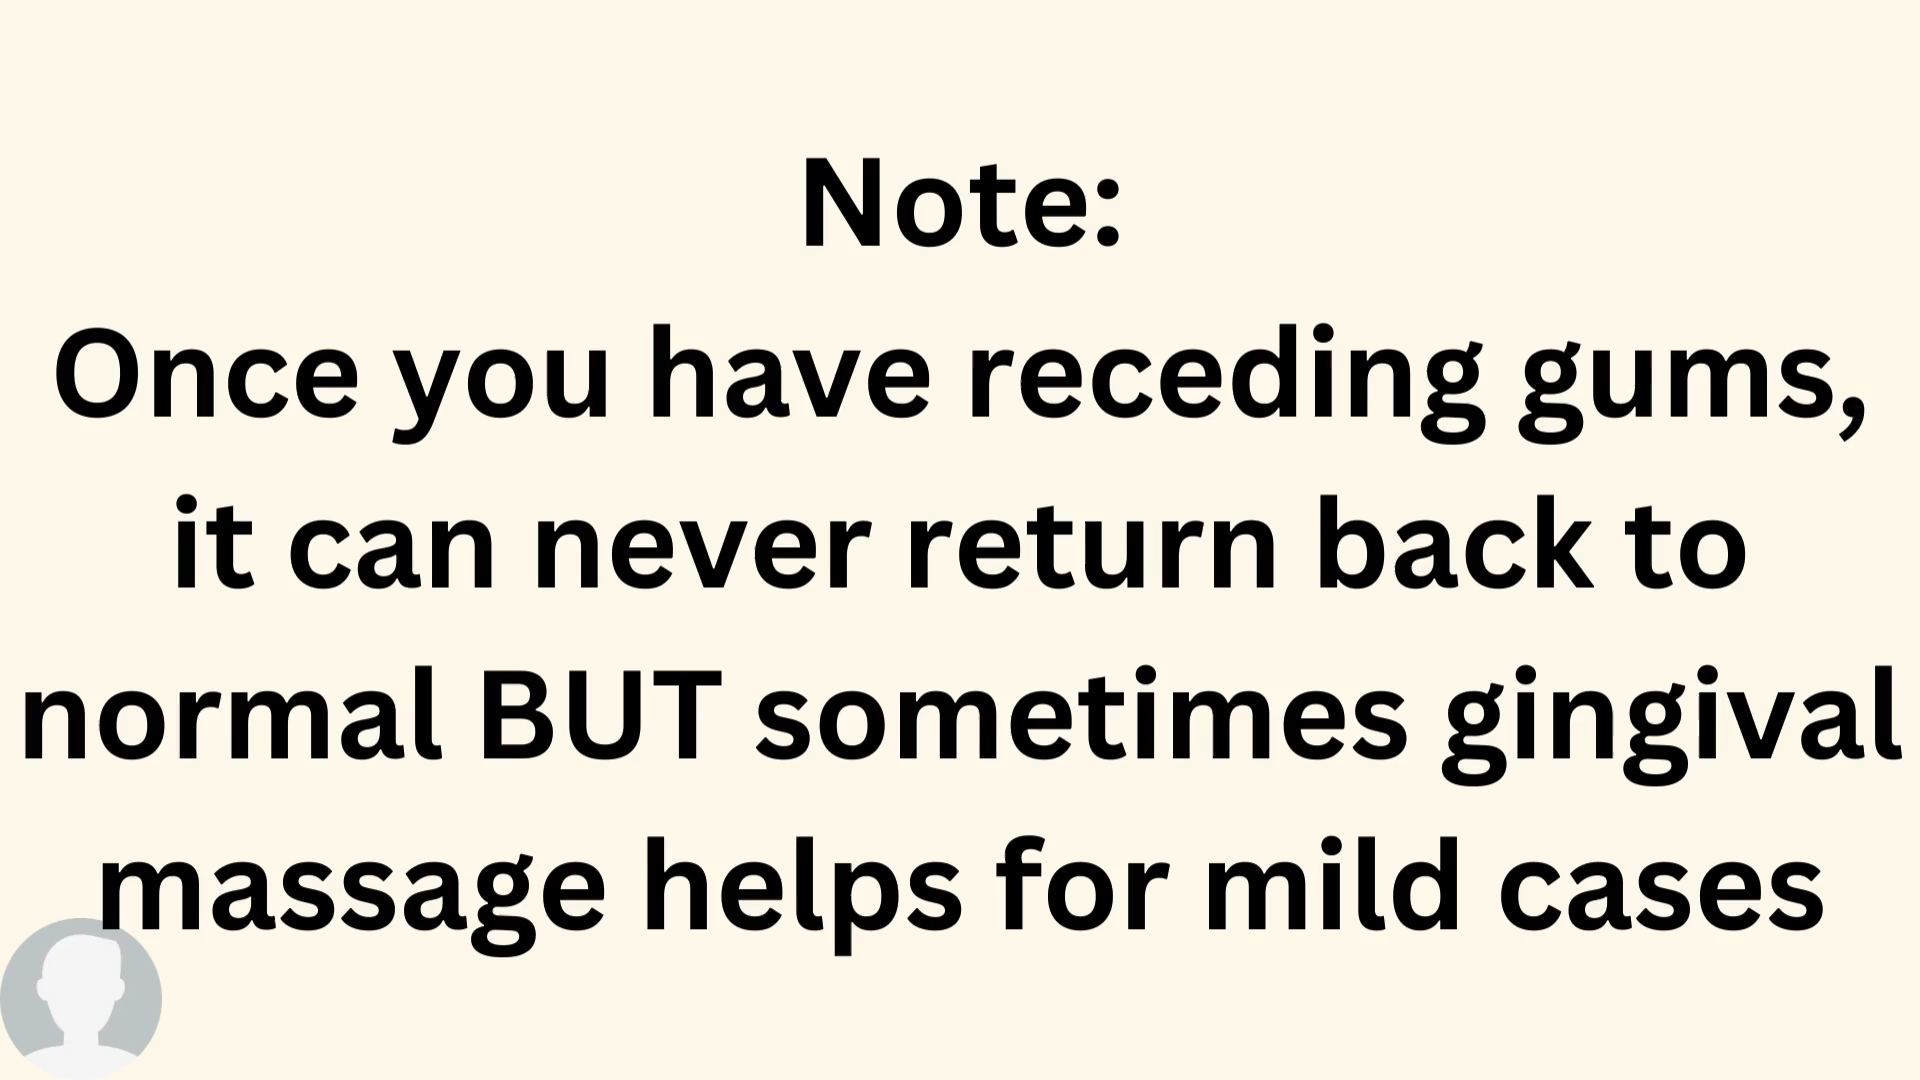 Note:
Once you have receding gums,
it can never return back to
normal BUT sometimes gingival
massage helps for mild cases